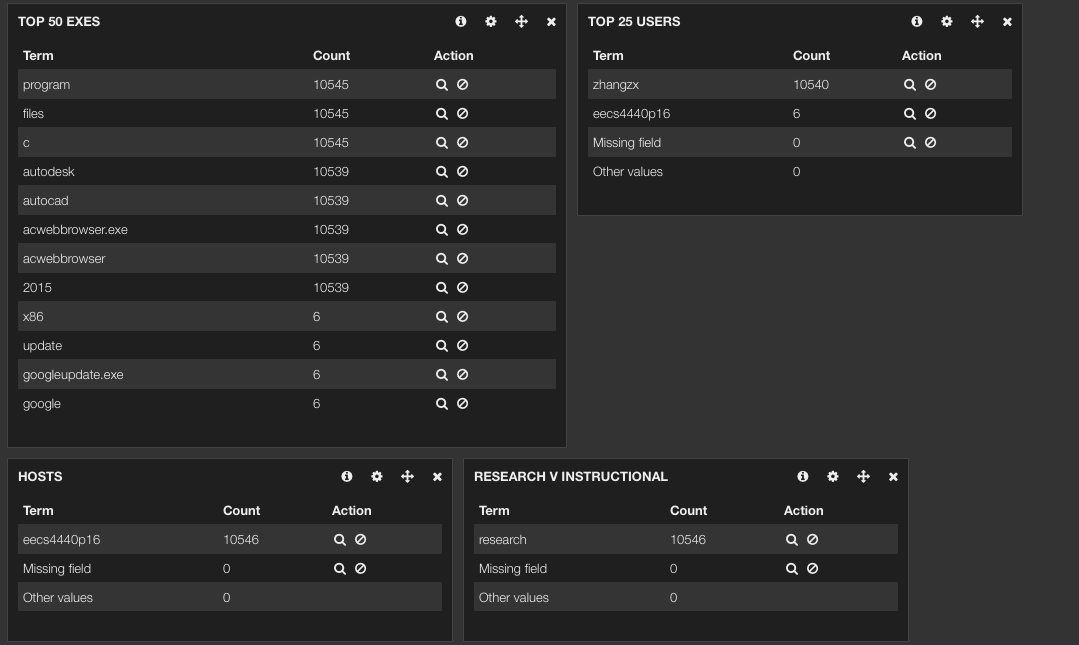 TOP 50 EXES
Term Count Action
program 10545
files 10545
c 10545
autodesk 10539
autocad 10539
acwebbrowser.exe 10539
acwebbrowser 10539
2015 10539
x86 6
update 6
googleupdate.exe 6
google 6
TOP 25 USERS
Term Count Action
zhangzx 10540
eecs4440p16 6
Missing field 0
Other values 0
HOSTS
Term Count Action
eecs4440p16 10546
Missing field 0
Other values 0
RESEARCH V INSTRUCTIONAL
Term Count Action
research 10546
Missing field 0
Other values 0